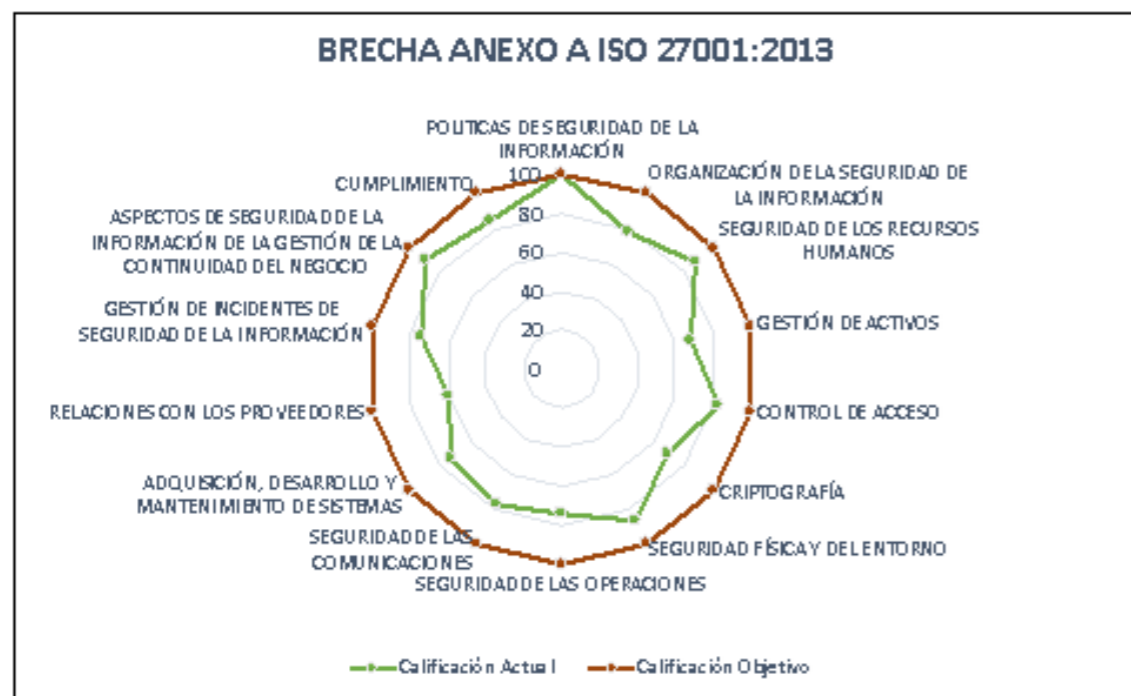 BRECHA ANEXO A ISO 27001:2013
POLITICAS DE SEGURIDAD DE LA
INFORMACIÓN
ORGANIZACIÓN DE LA SEGURIDAD DE
LA INFORMACIÓN
SEGURIDAD DE LOS RECURSOS
HUMANOS
GESTIÓN DE ACTIVOS
CONTROL DE ACCESO
CRIPTOGRAFÍA
SEGURIDAD FÍSICA Y DEL ENTORNO
SEGURIDAD DE LAS OPERACIONES
SEGURIDAD DE LAS
COMUNICACIONES
ADQUISICIÓN, DESARROLLO Y
MANTENIMIENTO DE SISTEMAS
RELACIONES CON LOS PROVEEDORES
GESTIÓN DE INCIDENTES DE
SEGURIDAD DE LA INFORMACIÓN
ASPECTOS DE SEGURIDAD DE LA
INFORMACIÓN DE LA GESTIÓN DE LA
CONTINUIDAD DEL NEGOCIO
CUMPLIMIENTO
100
80
60
40
20
0
Calificación Actual
Calificación Objetivo